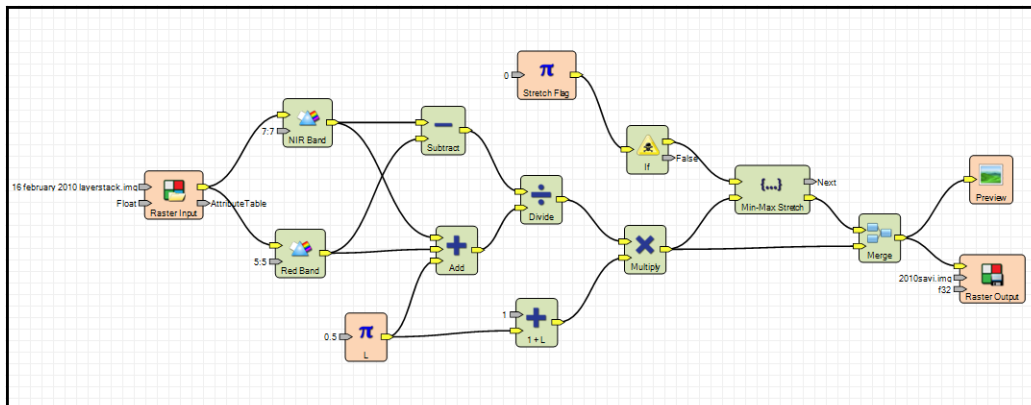 0
π
Stretch Flag
7:7
NIR Band
Subtract
If
False
16 february 2010 layerstack.img
Float
Raster Input
AttributeTable
{...}
Next
Min-Max Stretch
Preview
Divide
5:5
Red Band
Add
Multiply
Merge
2010savi.img
f32
Raster Output
0.5
π
L
1
1 + L